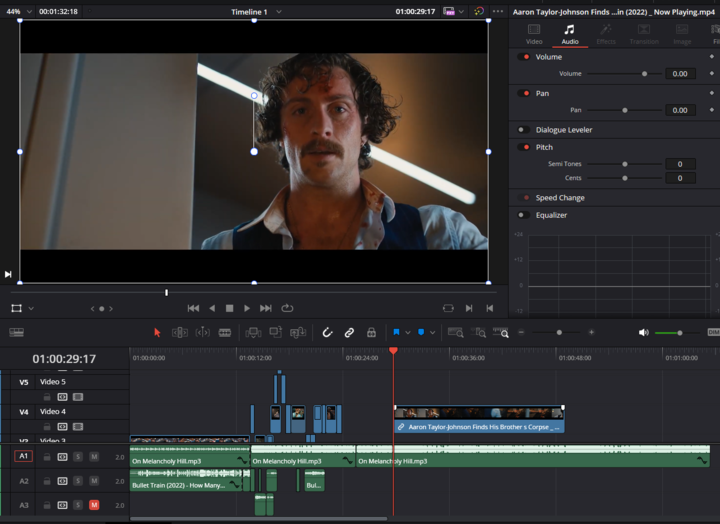 44% 00:01:32:18 Timeline 1 01:00:29:17 Aaron Taylor-Johnson Finds ...in (2022) _ Now Playing.mp4
Video Audio Effects Transition Image
Volume
Volume 0.00
Pan
Pan 0.00
Dialogue Leveler
Pitch
Semi Tones 0
Cents 0
Speed Change
Equalizer
+24
+12
0
-12
01:00:29:17
01:00:00:00 01:00:12:00 01:00:24:00 01:00:36:00 01:00:48:00 01:01:00:00
V5 Video 5
V4 Video 4
Aaron Taylor-Johnson Finds His Brother s Corpse _ ...
V3 Video 3
A1 S M 2.0
On Melancholy Hill.mp3 On Melancholy Hill.mp3 On Melancholy Hill.mp3
A2 S M 2.0
Bullet Train (2022) - How Many... Bul...
A3 S M 2.0